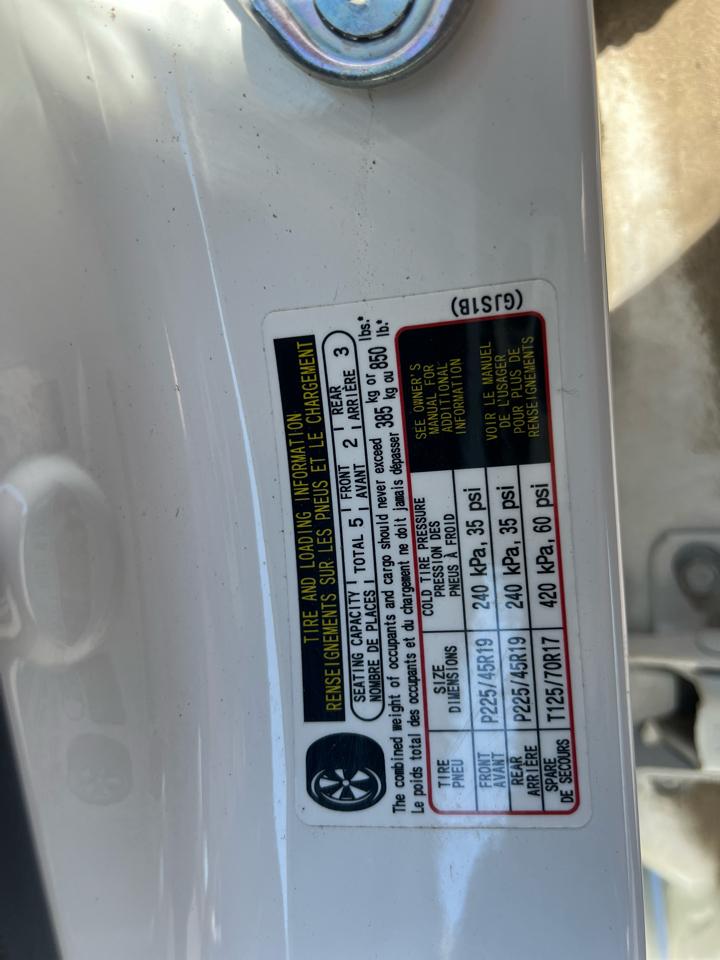 (GJS1B)
TIRE AND LOADING INFORMATION
RENSEIGNEMENTS SUR LES PNEUS ET LE CHARGEMENT
SEATING CAPACITY TOTAL 5 FRONT 2 REAR 3
NOMBRE DE PLACES AVANT ARRIÈRE
The combined weight of occupants and cargo should never exceed 385 kg or 850 lbs.*
Le poids total des occupants et du chargement ne doit jamais dépasser kg ou lb.*
TIRE SIZE COLD TIRE PRESSURE
PNEU DIMENSIONS PRESSION DES
PNEUS À FROID
FRONT P225/45R19 240 kPa, 35 psi
AVANT
REAR P225/45R19 240 kPa, 35 psi
ARRIÈRE
SPARE T125/70R17 420 kPa, 60 psi
DE SECOURS
SEE OWNER'S
MANUAL FOR
ADDITIONAL
INFORMATION
VOIR LE MANUEL
DE L'USAGER
POUR PLUS DE
RENSEIGNEMENTS